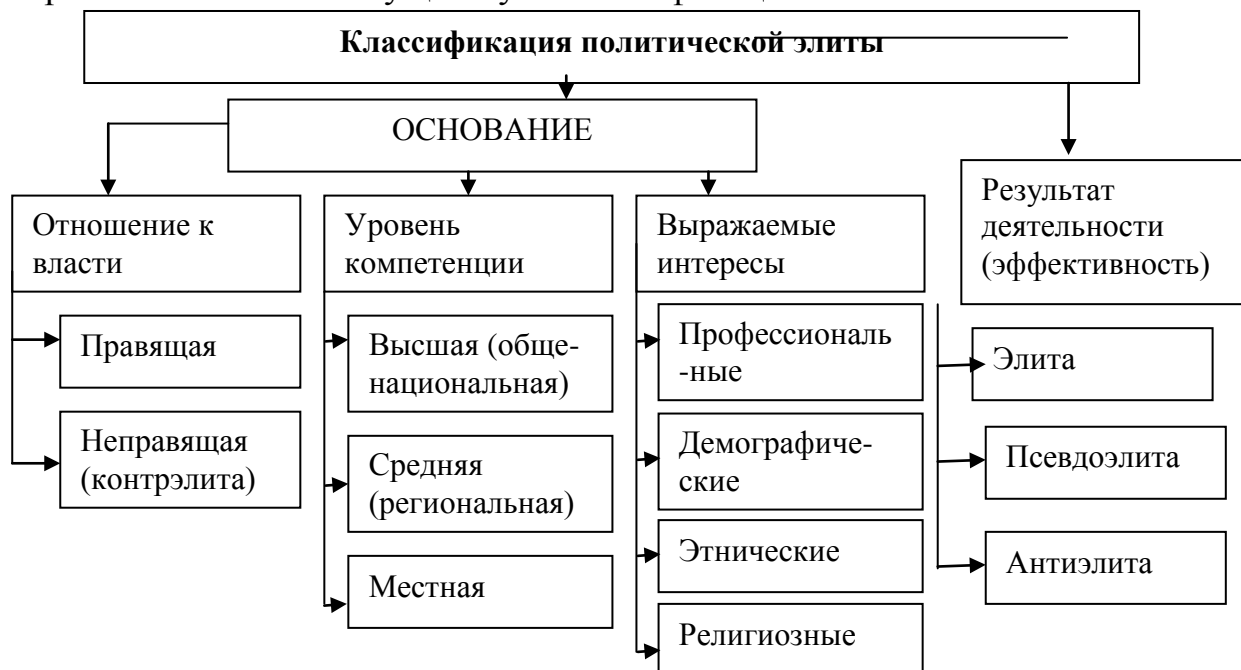 Классификация политической элиты
ОСНОВАНИЕ
Отношение к
власти
Правящая
Неправящая
(контрэлита)
Уровень
компетенции
Высшая (обще-
национальная)
Средняя
(региональная)
Местная
Выражаемые
интересы
Профессиональ
-ные
Демографиче-
ские
Этнические
Религиозные
Результат
деятельности
(эффективность)
Элита
Псевдоэлита
Антиэлита